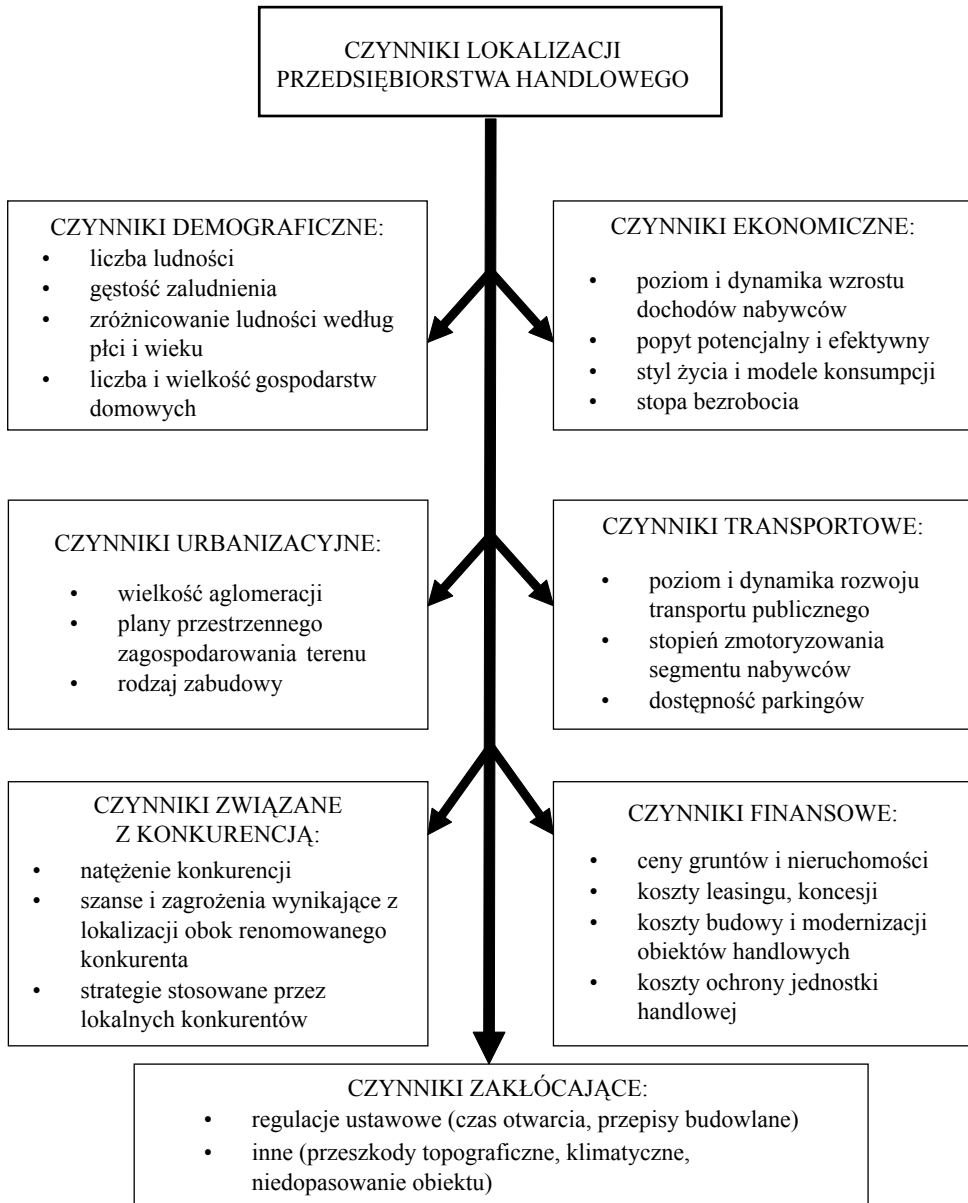 CZYNNIKI LOKALIZACJI
PRZEDSIĘBIORSTWA HANDLOWEGO
CZYNNIKI DEMOGRAFICZNE:
• liczba ludności
• gęstość zaludnienia
• zróżnicowanie ludności według
płci i wieku
• liczba i wielkość gospodarstw
domowych
CZYNNIKI EKONOMICZNE:
• poziom i dynamika wzrostu
dochodów nabywców
• popyt potencjalny i efektywny
• styl życia i modele konsumpcji
• stopa bezrobocia
CZYNNIKI URBANIZACYJNE:
• wielkość aglomeracji
• plany przestrzennego
zagospodarowania terenu
• rodzaj zabudowy
CZYNNIKI TRANSPORTOWE:
• poziom i dynamika rozwoju
transportu publicznego
• stopień zmotoryzowania
segmentu nabywców
• dostępność parkingów
CZYNNIKI ZWIĄZANE
Z KONKURENCJĄ:
• natężenie konkurencji
• szanse i zagrożenia wynikające z
lokalizacji obok renomowanego
konkurenta
• strategie stosowane przez
lokalnych konkurentów
CZYNNIKI FINANSOWE:
• ceny gruntów i nieruchomości
• koszty leasingu, koncesji
• koszty budowy i modernizacji
obiektów handlowych
• koszty ochrony jednostki
handlowej
CZYNNIKI ZAKŁÓCAJĄCE:
• regulacje ustawowe (czas otwarcia, przepisy budowlane)
• inne (przeszkody topograficzne, klimatyczne,
niedopasowanie obiektu)